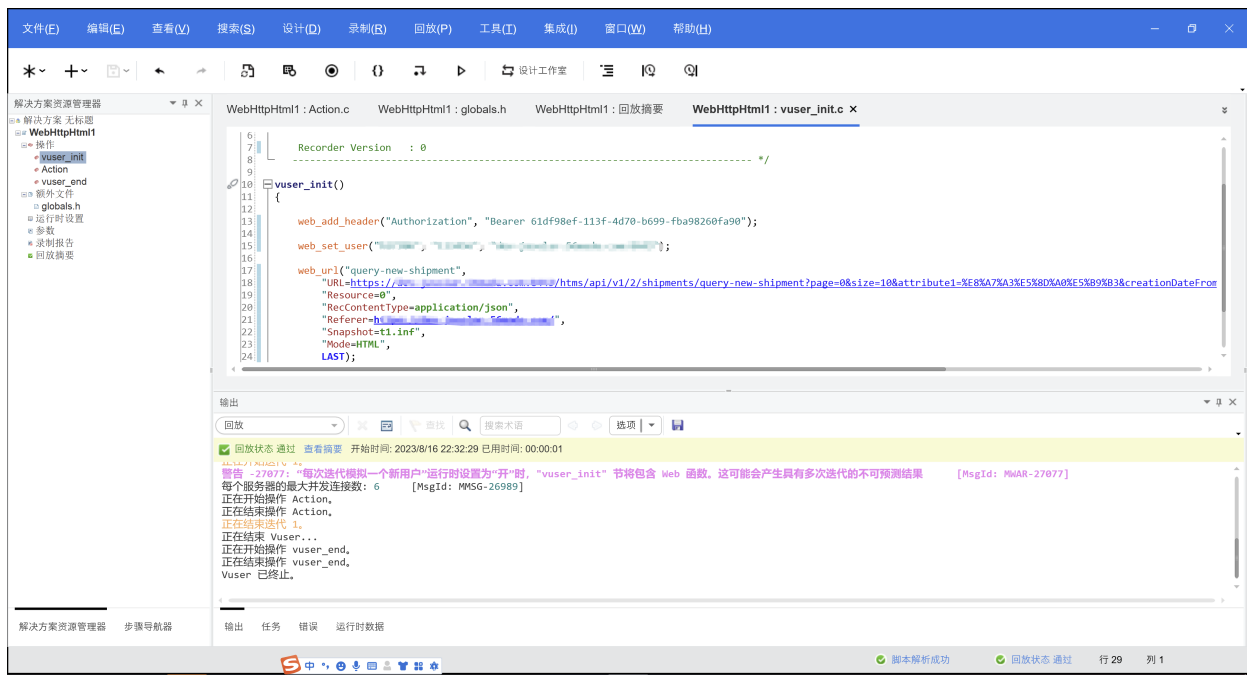 文件(F) 编辑(E) 查看(V) 搜索(S) 设计(D) 录制(R) 回放(P) 工具(T) 集成(I) 窗口(W) 帮助(H)
设计工作室
解决方案资源管理器
解决方案 无标题
WebHttpHtml1
操作
vuser_init
Action
vuser_end
额外文件
globals.h
运行时设置
参数
录制报告
回放摘要
WebHttpHtml1 : Action.c WebHttpHtml1 : globals.h WebHttpHtml1 : 回放摘要 WebHttpHtml1 : vuser_init.c ×
6
7 Recorder Version : 0
8 ------------------------------------------------------------------------------- */
9
10 vuser_init()
11 {
12
13 web_add_header("Authorization", "Bearer 61df98ef-113f-4d70-b699-fba98260fa90");
14
15 web_set_user("
16
17 web_url("query-new-shipment",
18 "URL=https:// /htms/api/v1/2/shipments/query-new-shipment?page=0&size=10&attribute1=%E8%A7%A3%E5%8D%A0%E5%B9%B3&creationDateFrom
19 "Resource=0",
20 "RecContentType=application/json",
21 "Referer=h ",
22 "Snapshot=t1.inf",
23 "Mode=HTML",
24 LAST);
输出
回放 查找 搜索术语 选项
回放状态 通过 查看摘要 开始时间: 2023/8/16 22:32:29 已用时间: 00:00:01
正在开始迭代 1。
警告 -27077: “每次迭代模拟一个新用户”运行时设置为“开”时, "vuser_init" 节将包含 Web 函数。这可能会产生具有多次迭代的不可预测结果 [MsgId: MWAR-27077]
每个服务器的最大并发连接数: 6 [MsgId: MMSG-26989]
正在开始操作 Action。
正在结束操作 Action。
正在结束迭代 1。
正在结束 Vuser...
正在开始操作 vuser_end。
正在结束操作 vuser_end。
Vuser 已终止。
解决方案资源管理器 步骤导航器 输出 任务 错误 运行时数据
S 中
脚本解析成功 回放状态 通过 行 29 列 1